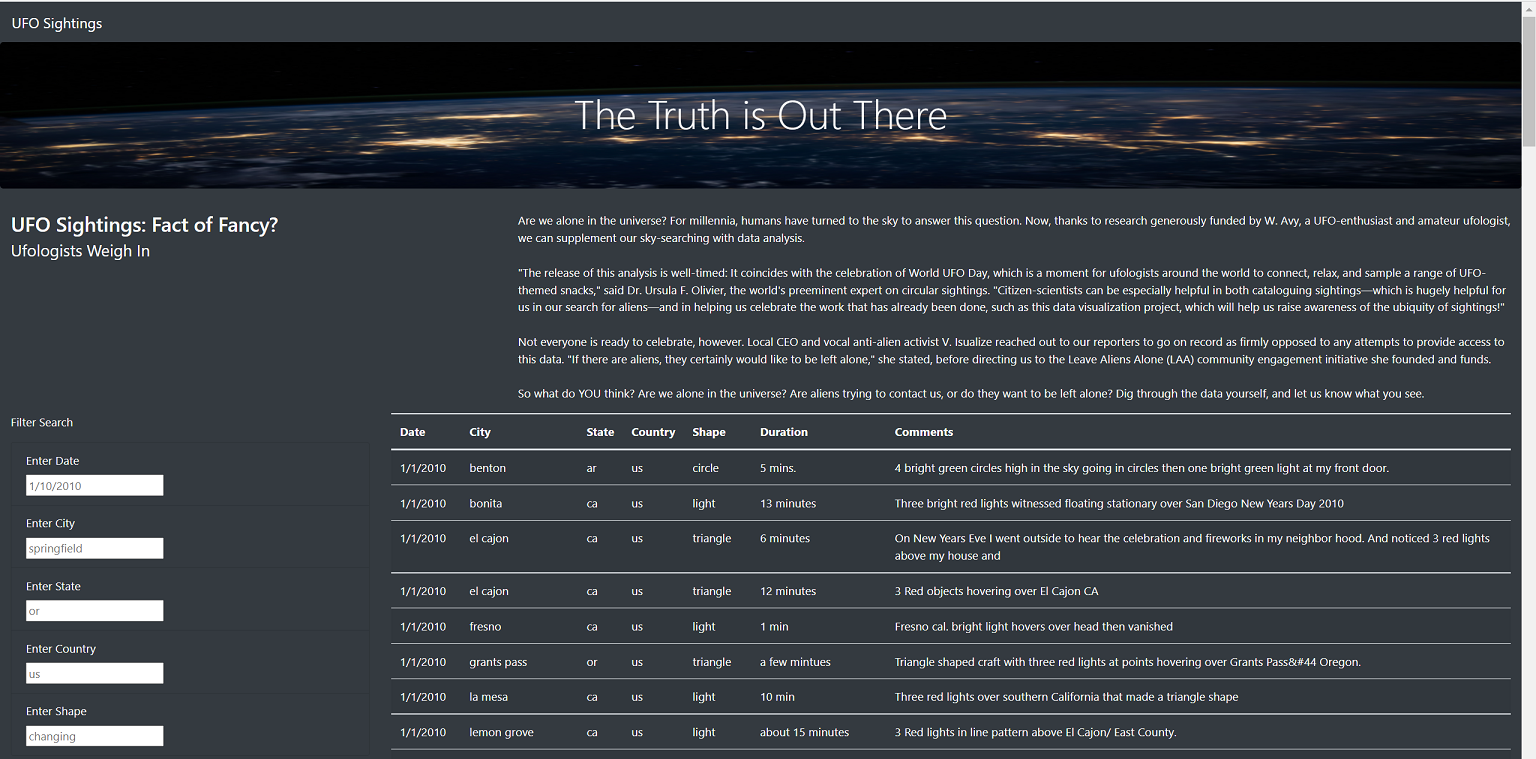 UFO Sightings
The Truth is Out There
UFO Sightings: Fact of Fancy?
Ufologists Weigh In
Are we alone in the universe? For millennia, humans have turned to the sky to answer this question. Now, thanks to research generously funded by W. Avy, a UFO-enthusiast and amateur ufologist,
we can supplement our sky-searching with data analysis.
"The release of this analysis is well-timed: It coincides with the celebration of World UFO Day, which is a moment for ufologists around the world to connect, relax, and sample a range of UFO-
themed snacks," said Dr. Ursula F. Olivier, the world's preeminent expert on circular sightings. "Citizen-scientists can be especially helpful in both cataloguing sightings—which is hugely helpful for
us in our search for aliens—and in helping us celebrate the work that has already been done, such as this data visualization project, which will help us raise awareness of the ubiquity of sightings!"
Not everyone is ready to celebrate, however. Local CEO and vocal anti-alien activist V. Isualize reached out to our reporters to go on record as firmly opposed to any attempts to provide access to
this data. "If there are aliens, they certainly would like to be left alone," she stated, before directing us to the Leave Aliens Alone (LAA) community engagement initiative she founded and funds.
So what do YOU think? Are we alone in the universe? Are aliens trying to contact us, or do they want to be left alone? Dig through the data yourself, and let us know what you see.
Filter Search
Enter Date
1/10/2010
Enter City
springfield
Enter State
or
Enter Country
us
Enter Shape
changing
Date City State Country Shape Duration Comments
1/1/2010 benton ar us circle 5 mins. 4 bright green circles high in the sky going in circles then one bright green light at my front door.
1/1/2010 bonita ca us light 13 minutes Three bright red lights witnessed floating stationary over San Diego New Years Day 2010
1/1/2010 el cajon ca us triangle 6 minutes On New Years Eve I went outside to hear the celebration and fireworks in my neighbor hood. And noticed 3 red lights
above my house and
1/1/2010 el cajon ca us triangle 12 minutes 3 Red objects hovering over El Cajon CA
1/1/2010 fresno ca us light 1 min Fresno cal. bright light hovers over head then vanished
1/1/2010 grants pass or us triangle a few mintues Triangle shaped craft with three red lights at points hovering over Grants Pass&#44 Oregon.
1/1/2010 la mesa ca us light 10 min Three red lights over southern California that made a triangle shape
1/1/2010 lemon grove ca us light about 15 minutes 3 Red lights in line pattern above El Cajon/ East County.